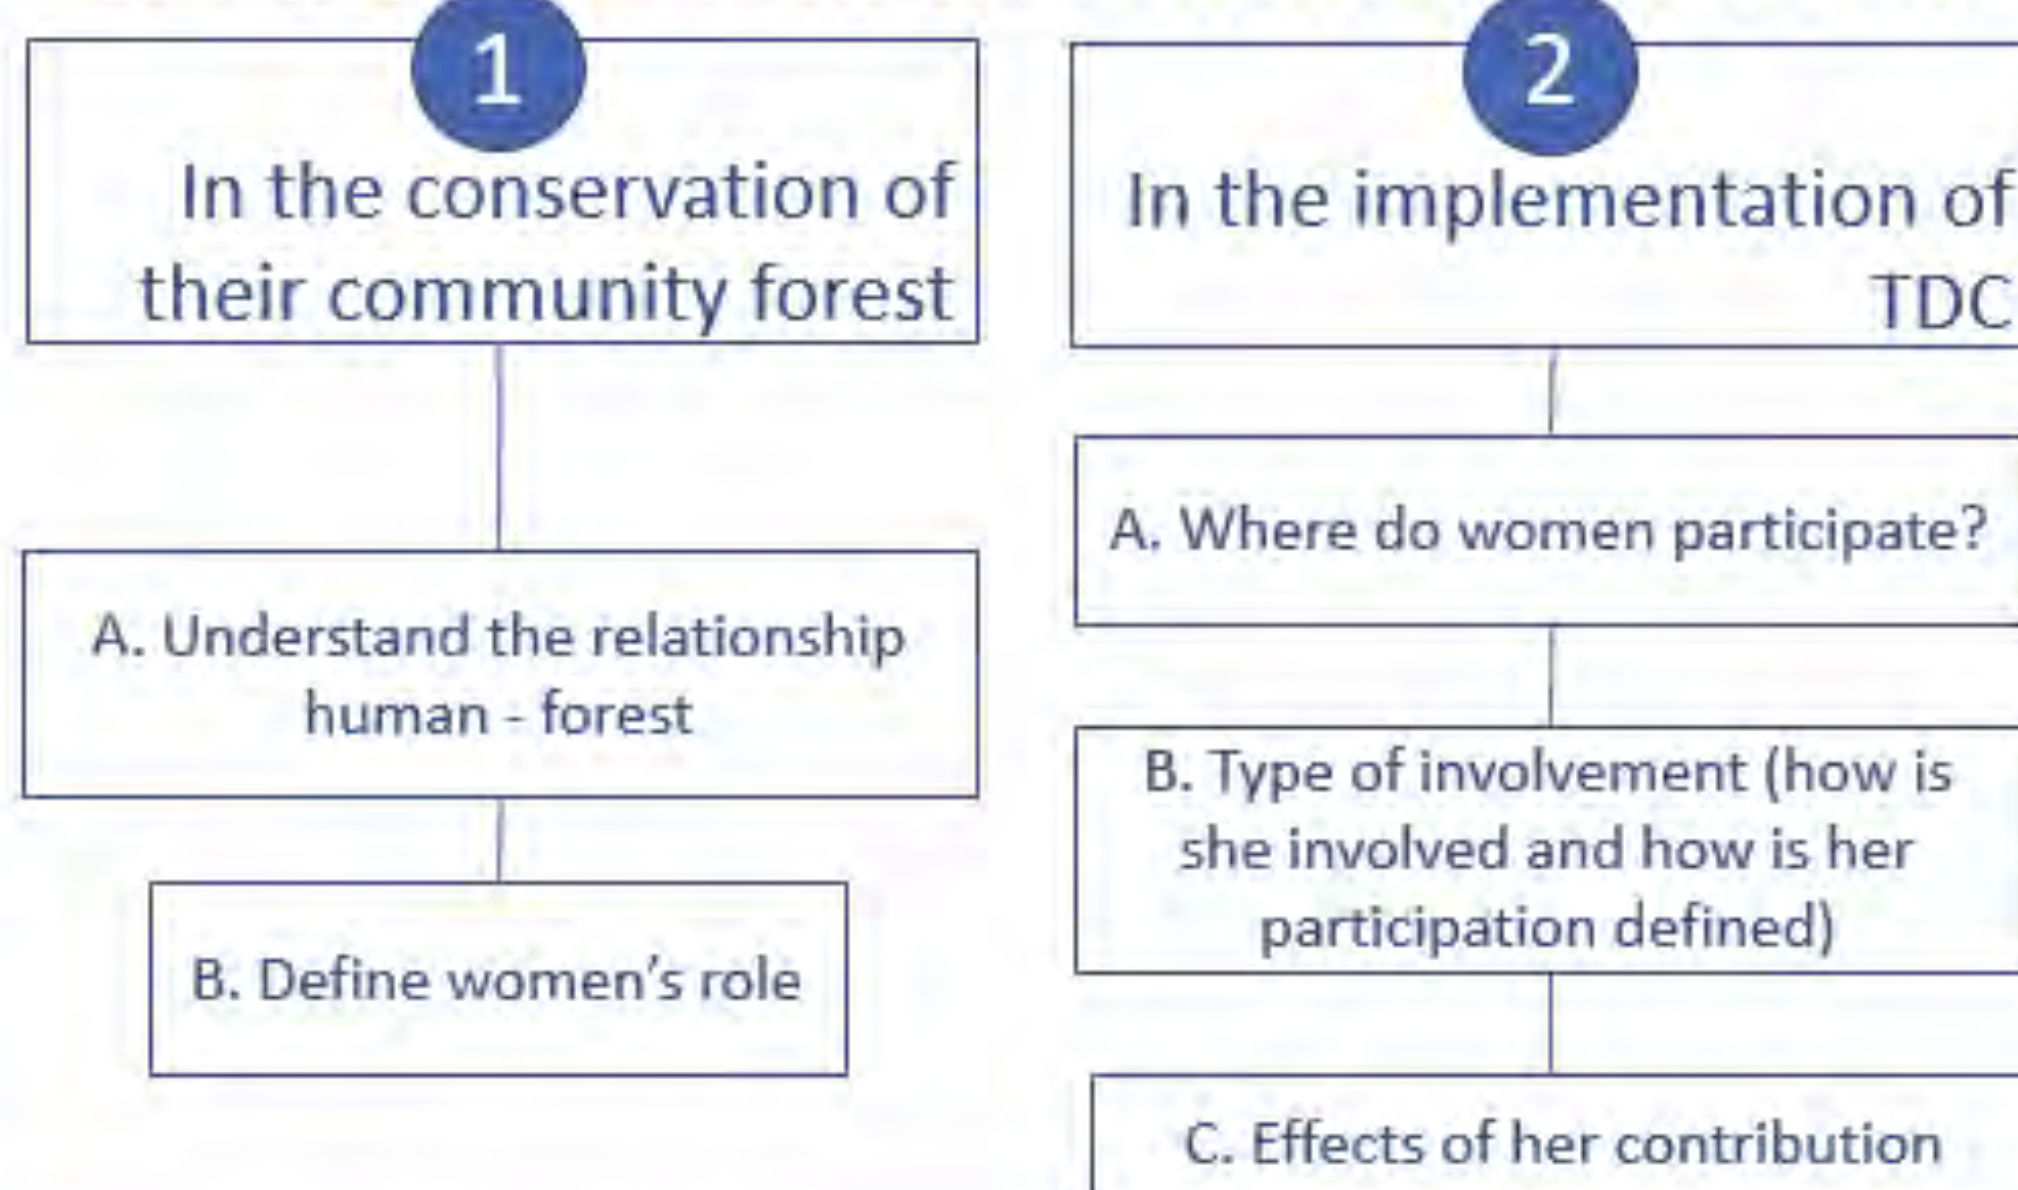 1
In the conservation of
their community forest
A. Understand the relationship
human - forest
B. Define women's role
2
In the implementation of
TDC
A. Where do women participate?
B. Type of involvement (how is
she involved and how is her
participation defined)
C. Effects of her contribution